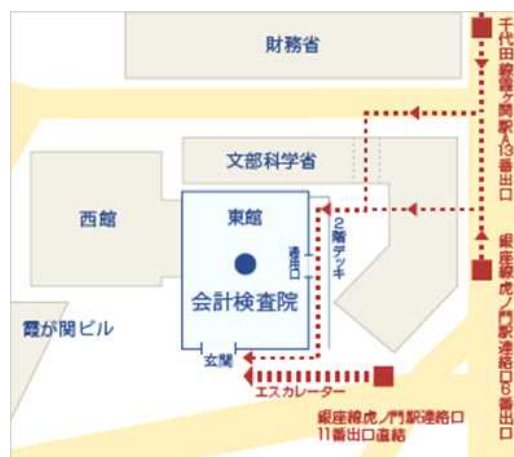 財務省
千代田線霞ヶ関駅A13番出口
文部科学省
西館
東館
2階デッキ
通用口
会計検査院
銀座線虎ノ門駅連絡口6番出口
霞が関ビル
玄関
エスカレーター
銀座線虎ノ門駅連絡口
11番出口直結